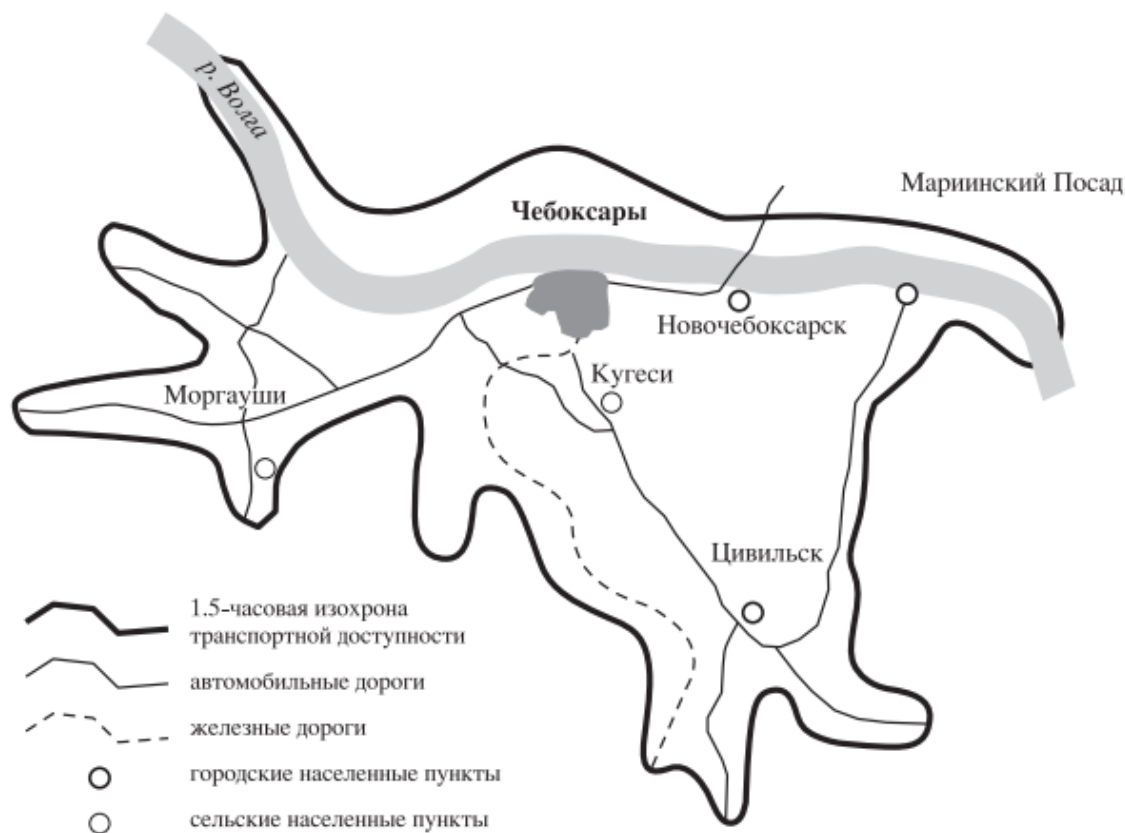 р. Волга
Мариинский Посад
Чебоксары
Новочебоксарск
Кугеси
Моргауши
Цивильск
1.5-часовая изохрона
транспортной доступности
автомобильные дороги
железные дороги
городские населенные пункты
сельские населенные пункты